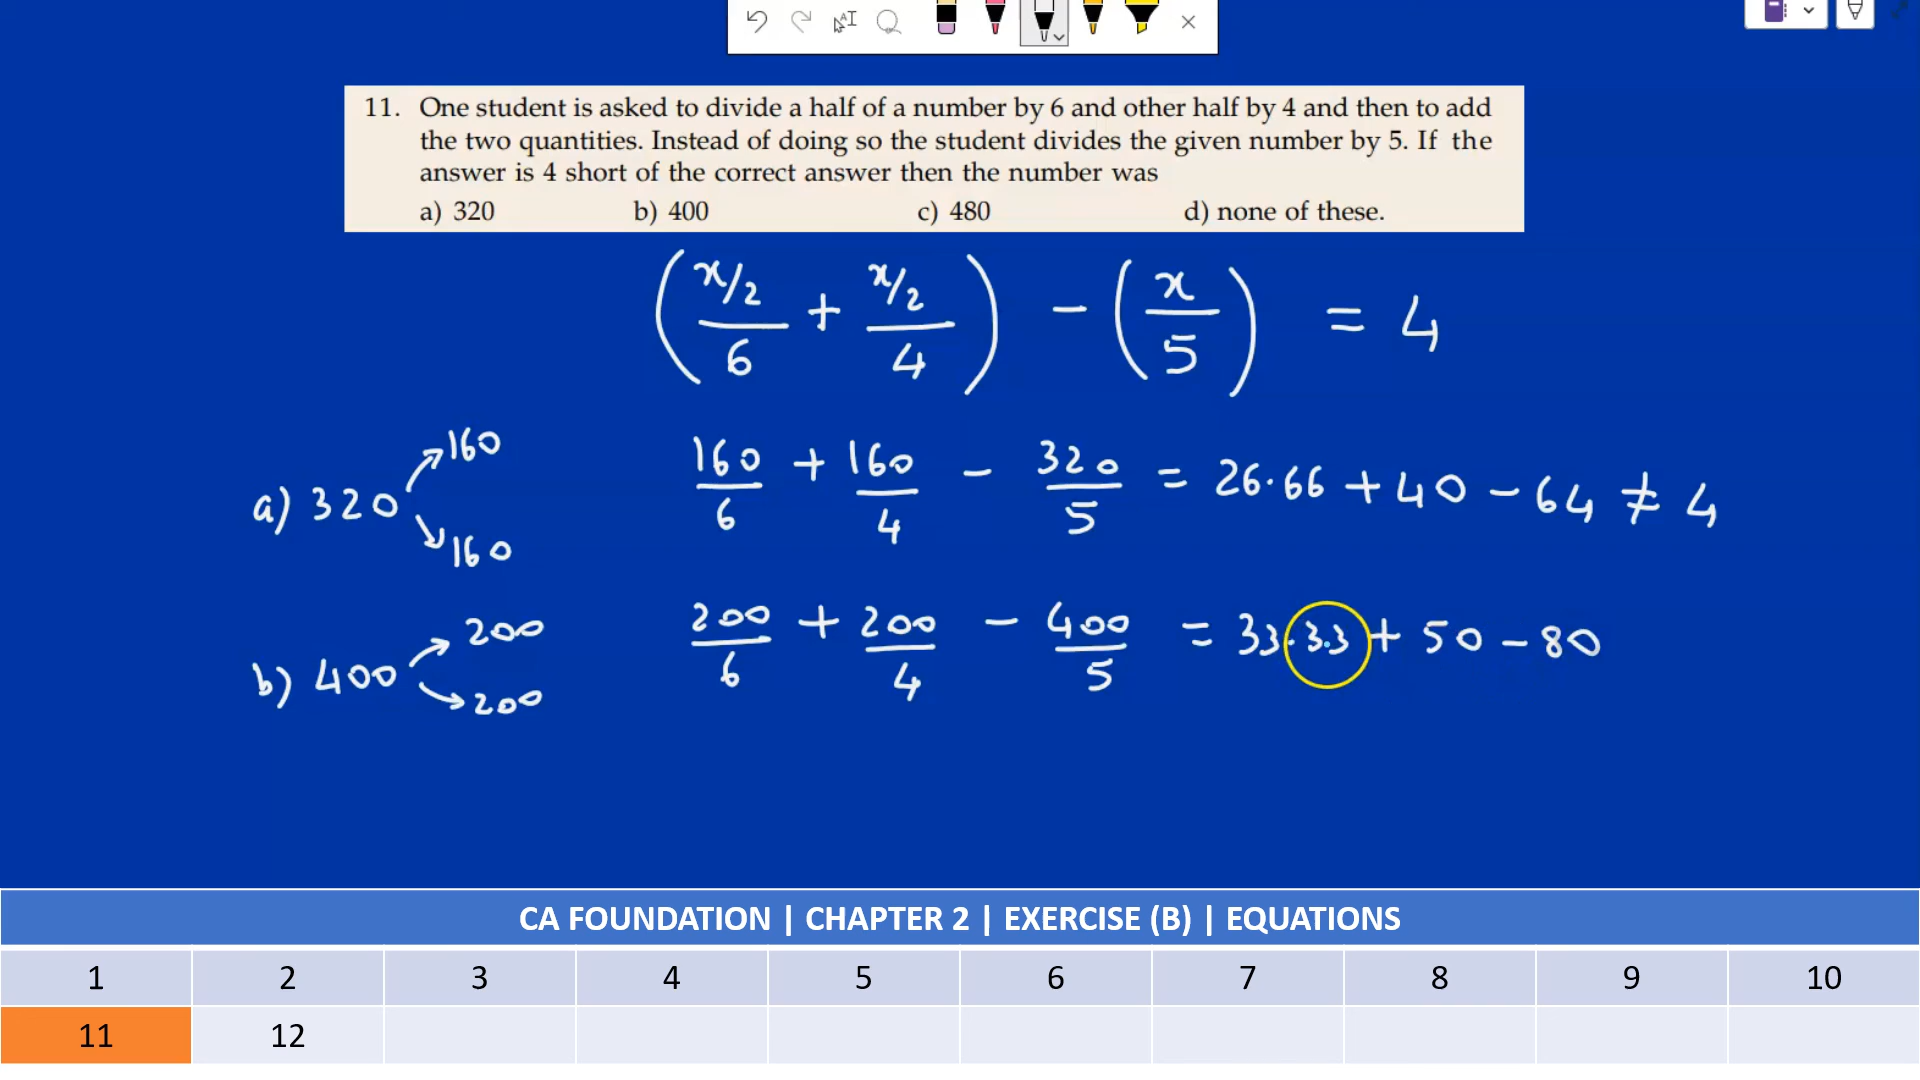 11. One student is asked to divide a half of a number by 6 and other half by 4 and then to add
the two quantities. Instead of doing so the student divides the given number by 5. If the
answer is 4 short of the correct answer then the number was
a) 320 b) 400 c) 480 d) none of these.
(x/2/6 + x/2/4) - (x/5) = 4
a) 320 →160 →160 160/6 + 160/4 - 320/5 = 26.66 + 40 - 64 ≠ 4
b) 400 →200 →200 200/6 + 200/4 - 400/5 = 33.33 + 50 - 80
CA FOUNDATION | CHAPTER 2 | EXERCISE (B) | EQUATIONS
1 2 3 4 5 6 7 8 9 10
11 12